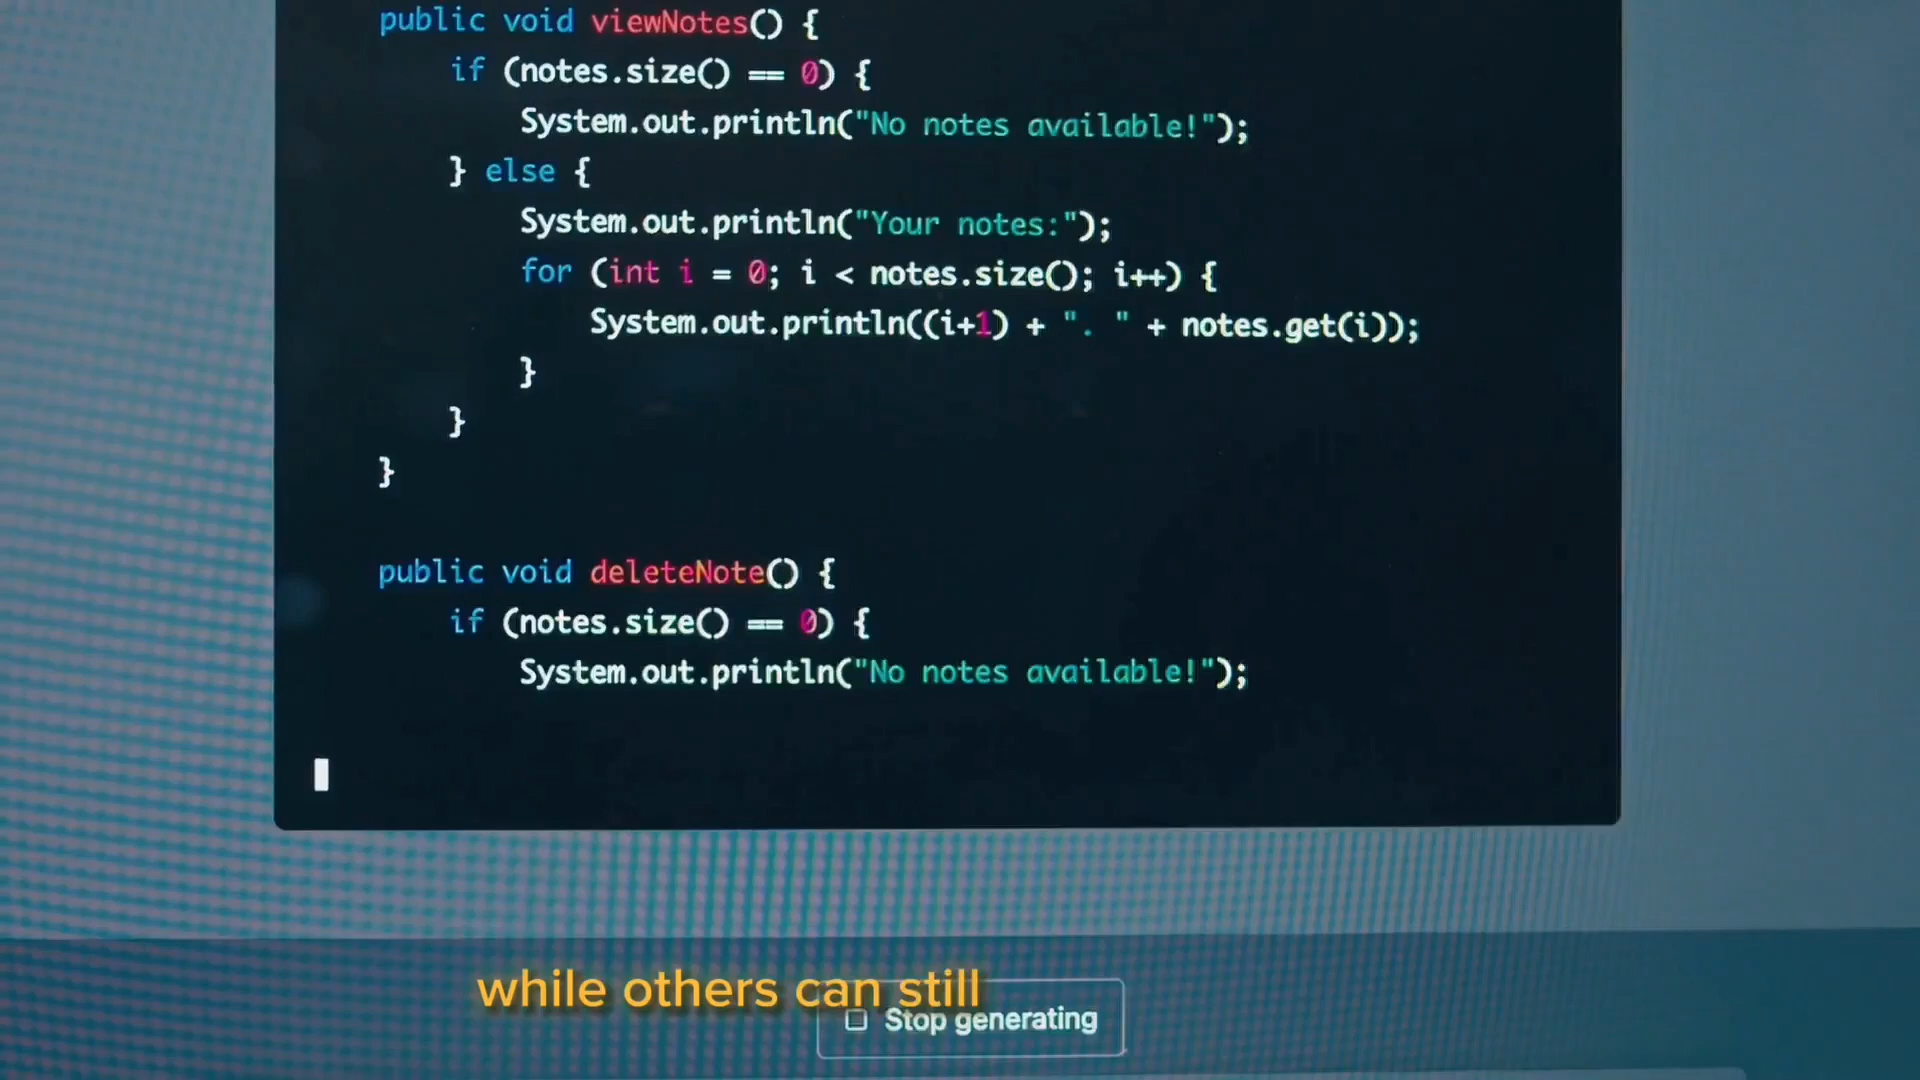 public void viewNotes() {
if (notes.size() == 0) {
System.out.println("No notes available!");
} else {
System.out.println("Your notes:");
for (int i = 0; i < notes.size(); i++) {
System.out.println((i+1) + ". " + notes.get(i));
}
}
}
public void deleteNote() {
if (notes.size() == 0) {
System.out.println("No notes available!");
while others can still
Stop generating